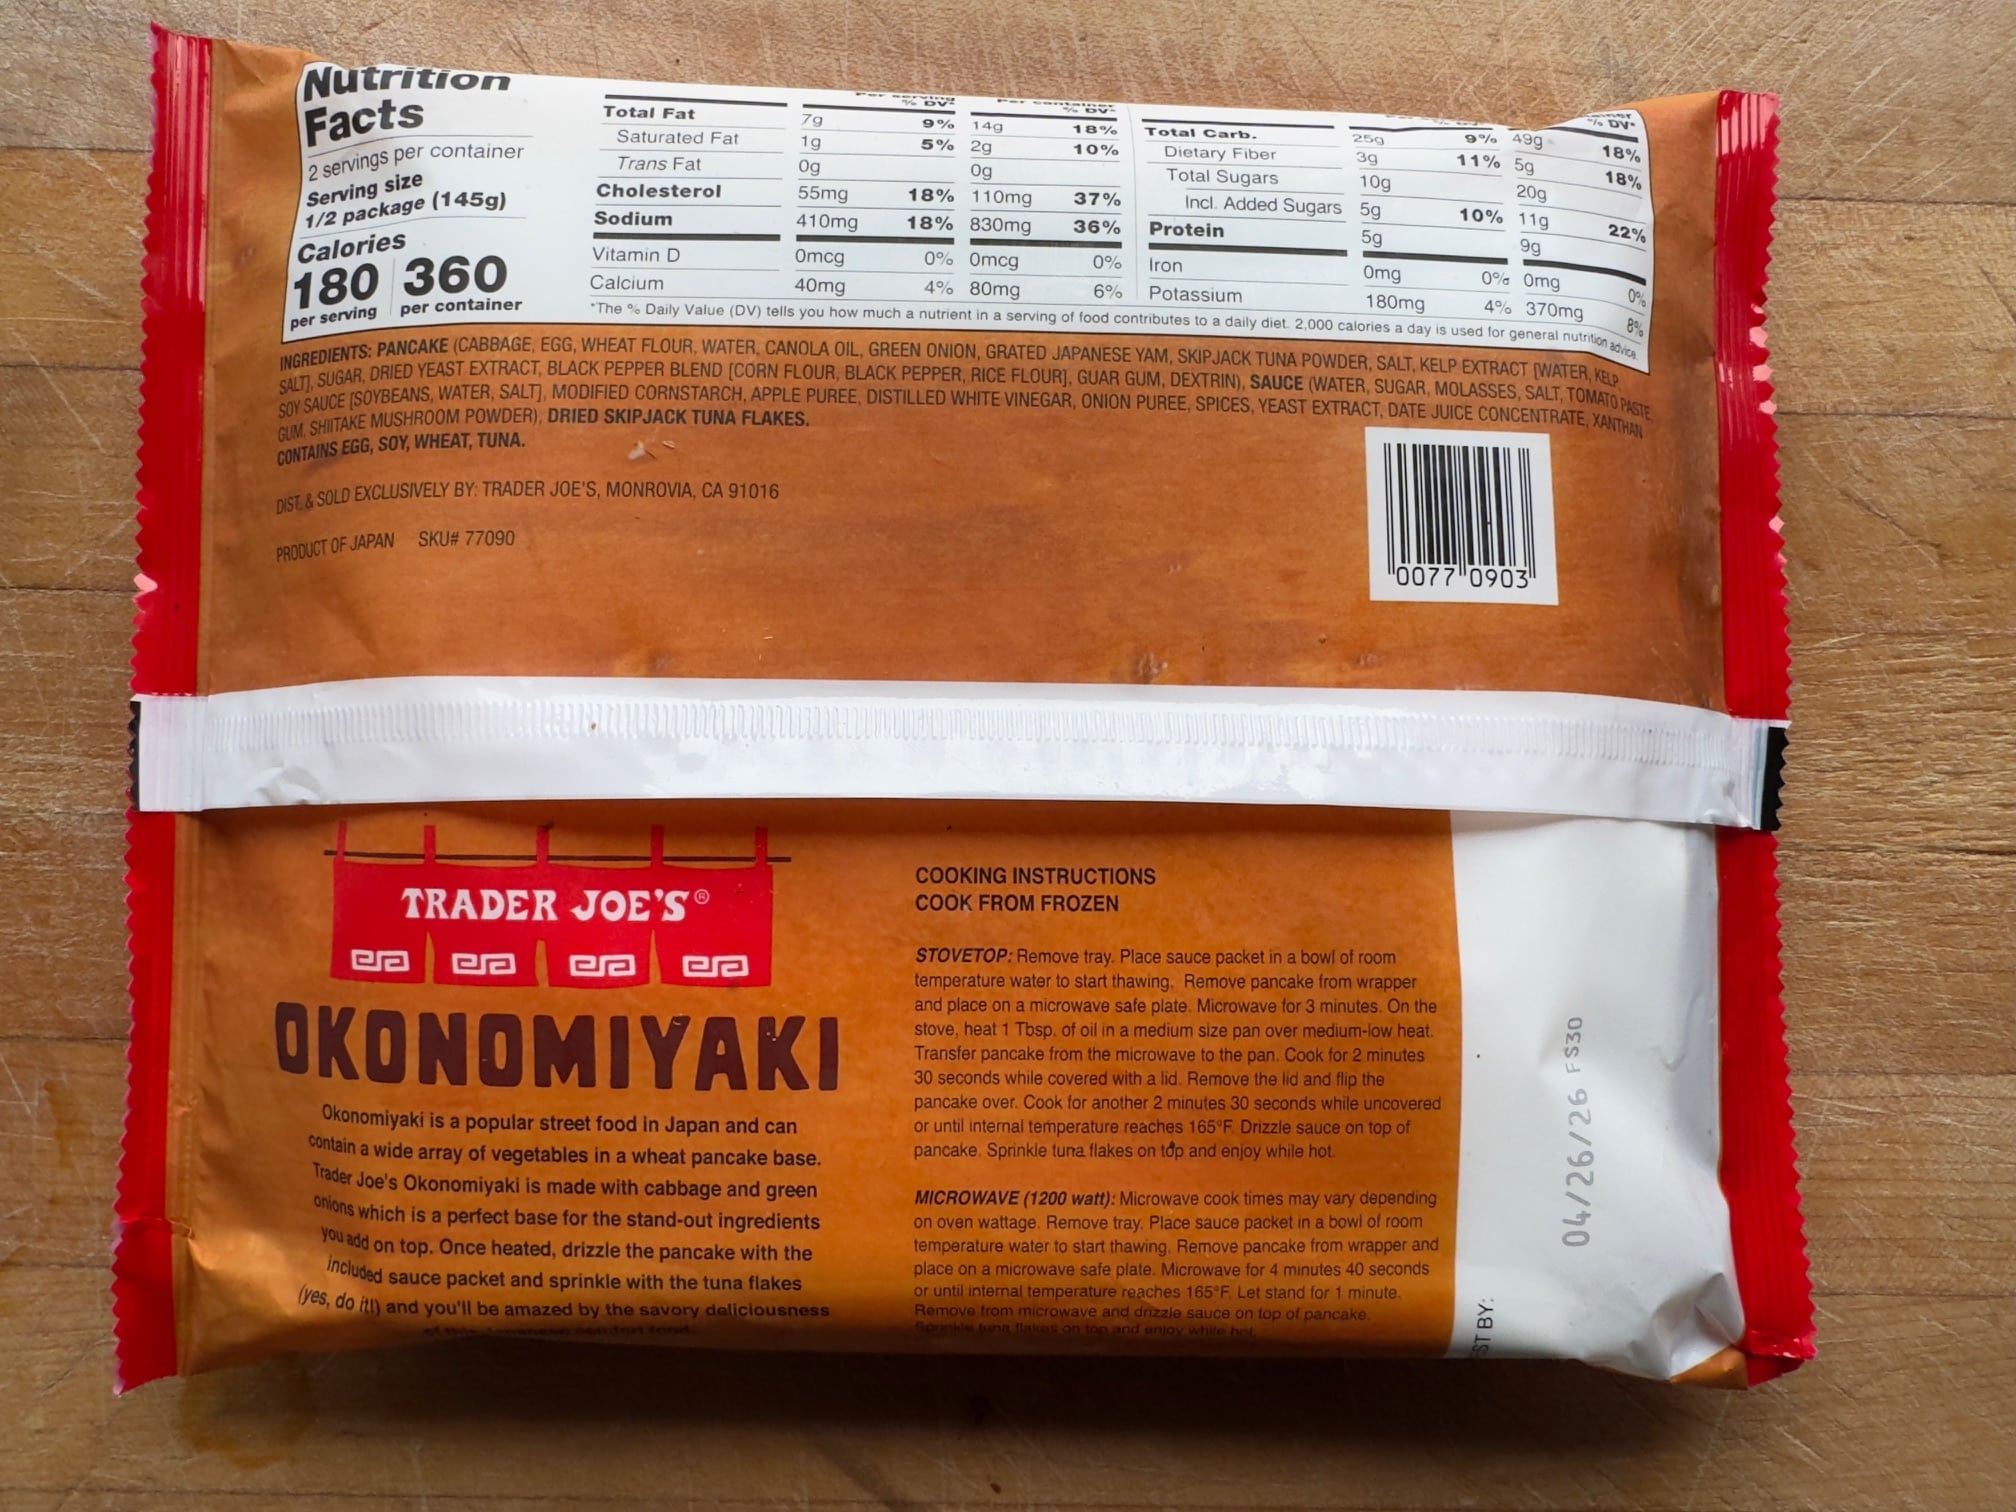 Nutrition
Facts
2 servings per container
Serving size
1/2 package (145g)
Calories
180 360
per serving per container
Per serving Per container
% DV* % DV*
Total Fat 7g 9% 14g 18%
Saturated Fat 1g 5% 2g 10%
Trans Fat 0g 0g
Cholesterol 55mg 18% 110mg 37%
Sodium 410mg 18% 830mg 36%
Vitamin D 0mcg 0% 0mcg 0%
Calcium 40mg 4% 80mg 6%
% DV*
Total Carb. 25g 9% 49g 18%
Dietary Fiber 3g 11% 5g 18%
Total Sugars 10g 20g
Incl. Added Sugars 5g 10% 11g 22%
Protein 5g 9g
Iron 0mg 0% 0mg 0%
Potassium 180mg 4% 370mg 8%
*The % Daily Value (DV) tells you how much a nutrient in a serving of food contributes to a daily diet. 2,000 calories a day is used for general nutrition advice.
INGREDIENTS: PANCAKE (CABBAGE, EGG, WHEAT FLOUR, WATER, CANOLA OIL, GREEN ONION, GRATED JAPANESE YAM, SKIPJACK TUNA POWDER, SALT, KELP EXTRACT [WATER, KELP,
SALT], SUGAR, DRIED YEAST EXTRACT, BLACK PEPPER BLEND [CORN FLOUR, BLACK PEPPER, RICE FLOUR], GUAR GUM, DEXTRIN), SAUCE (WATER, SUGAR, MOLASSES, SALT, TOMATO PASTE,
SOY SAUCE [SOYBEANS, WATER, SALT], MODIFIED CORNSTARCH, APPLE PUREE, DISTILLED WHITE VINEGAR, ONION PUREE, SPICES, YEAST EXTRACT, DATE JUICE CONCENTRATE, XANTHAN
GUM, SHIITAKE MUSHROOM POWDER), DRIED SKIPJACK TUNA FLAKES.
CONTAINS EGG, SOY, WHEAT, TUNA.
DIST. & SOLD EXCLUSIVELY BY: TRADER JOE'S, MONROVIA, CA 91016
PRODUCT OF JAPAN SKU# 77090
0077 0903
TRADER JOE'S®
OKONOMIYAKI
Okonomiyaki is a popular street food in Japan and can
contain a wide array of vegetables in a wheat pancake base.
Trader Joe's Okonomiyaki is made with cabbage and green
onions which is a perfect base for the stand-out ingredients
you add on top. Once heated, drizzle the pancake with the
included sauce packet and sprinkle with the tuna flakes
(yes, do it!) and you'll be amazed by the savory deliciousness
of this Japanese comfort food.
COOKING INSTRUCTIONS
COOK FROM FROZEN
STOVETOP: Remove tray. Place sauce packet in a bowl of room
temperature water to start thawing. Remove pancake from wrapper
and place on a microwave safe plate. Microwave for 3 minutes. On the
stove, heat 1 Tbsp. of oil in a medium size pan over medium-low heat.
Transfer pancake from the microwave to the pan. Cook for 2 minutes
30 seconds while covered with a lid. Remove the lid and flip the
pancake over. Cook for another 2 minutes 30 seconds while uncovered
or until internal temperature reaches 165°F. Drizzle sauce on top of
pancake. Sprinkle tuna flakes on top and enjoy while hot.
MICROWAVE (1200 watt): Microwave cook times may vary depending
on oven wattage. Remove tray. Place sauce packet in a bowl of room
temperature water to start thawing. Remove pancake from wrapper and
place on a microwave safe plate. Microwave for 4 minutes 40 seconds
or until internal temperature reaches 165°F. Let stand for 1 minute.
Remove from microwave and drizzle sauce on top of pancake.
Sprinkle tuna flakes on top and enjoy while hot.
ST BY:
04/26/26 FS30